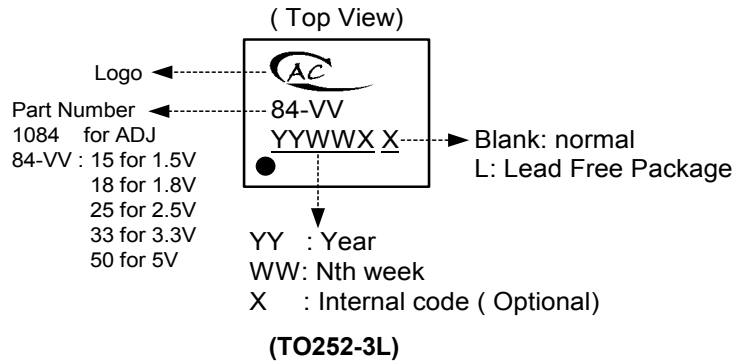 ( Top View)
Logo
AC
Part Number
84-VV
1084 for ADJ
YYWWX X
Blank: normal
84-VV : 15 for 1.5V
L: Lead Free Package
18 for 1.8V
25 for 2.5V
33 for 3.3V
50 for 5V
YY : Year
WW: Nth week
X : Internal code ( Optional)
(TO252-3L)